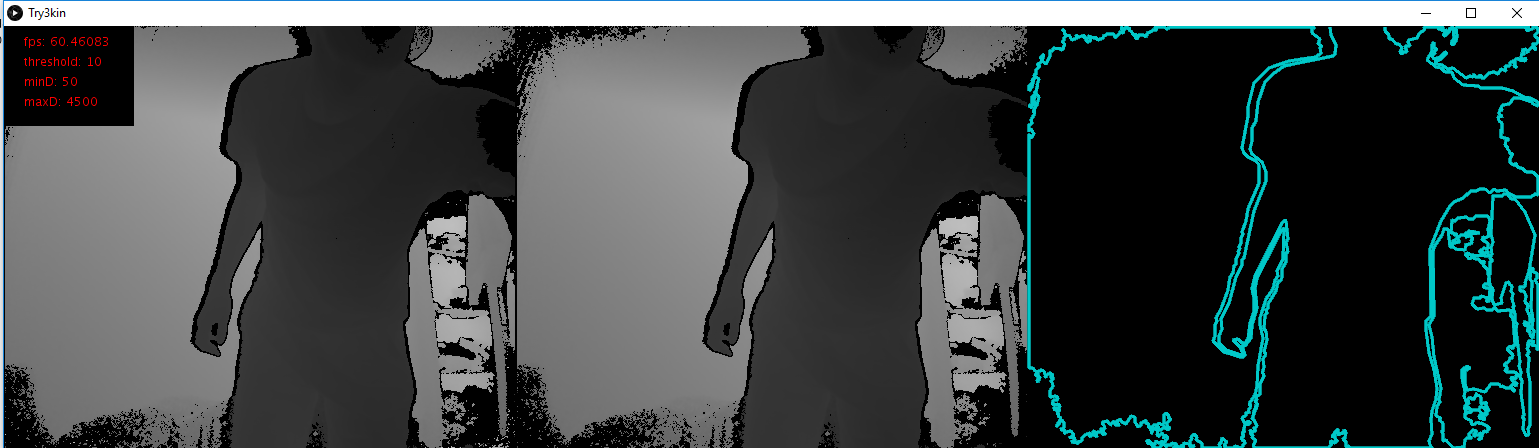 Try3kin
fps: 60.46083
threshold: 10
minD: 50
maxD: 4500